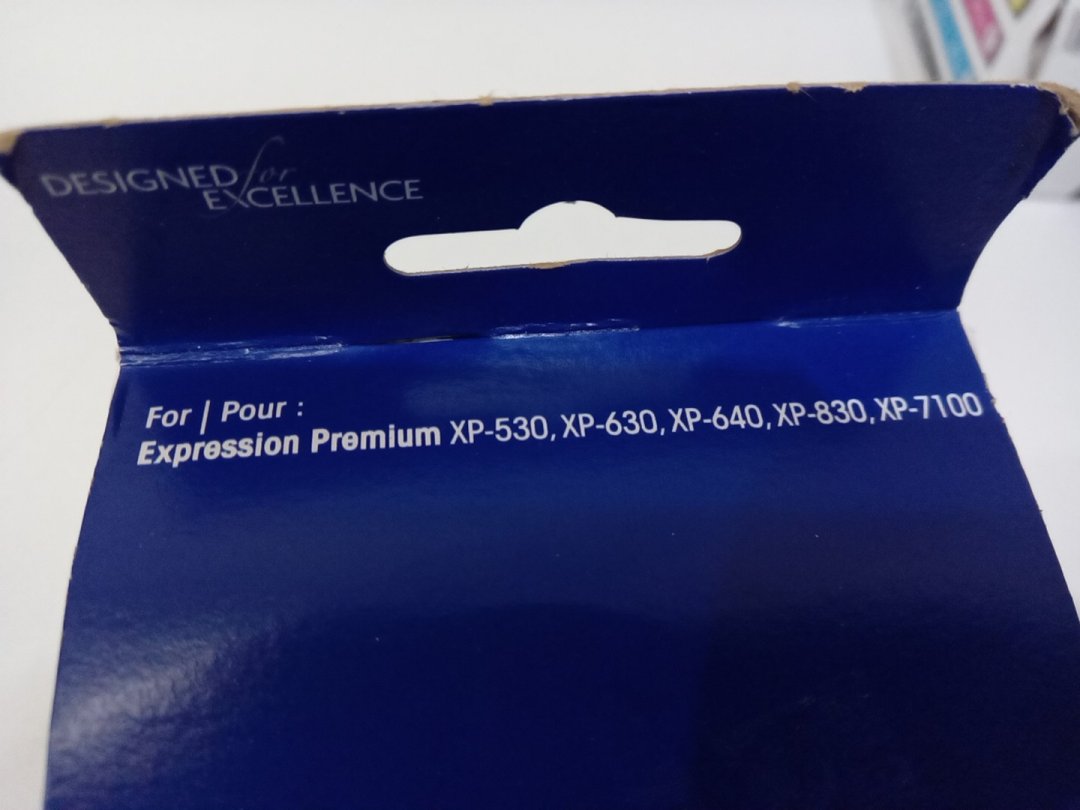 DESIGNED for
EXCELLENCE
For | Pour :
Expression Premium XP-530, XP-630, XP-640, XP-830, XP-7100